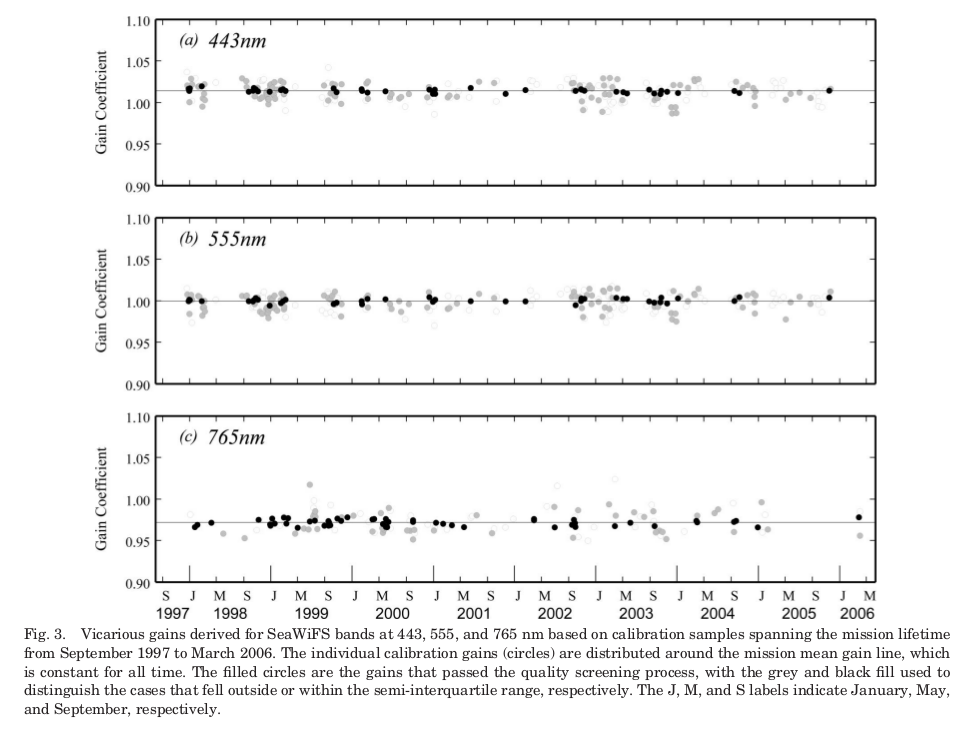 1.10
(a) 443nm
1.05
1.00
0.95
0.90
Gain Coefficient
1.10
(b) 555nm
1.05
1.00
0.95
0.90
Gain Coefficient
1.10
(c) 765nm
1.05
1.00
0.95
0.90
Gain Coefficient
S J M S J M S J M S J M S J M S J M S J M S J M S J M
1997 1998 1999 2000 2001 2002 2003 2004 2005 2006
Fig. 3. Vicarious gains derived for SeaWiFS bands at 443, 555, and 765 nm based on calibration samples spanning the mission lifetime
from September 1997 to March 2006. The individual calibration gains (circles) are distributed around the mission mean gain line, which
is constant for all time. The filled circles are the gains that passed the quality screening process, with the grey and black fill used to
distinguish the cases that fell outside or within the semi-interquartile range, respectively. The J, M, and S labels indicate January, May,
and September, respectively.